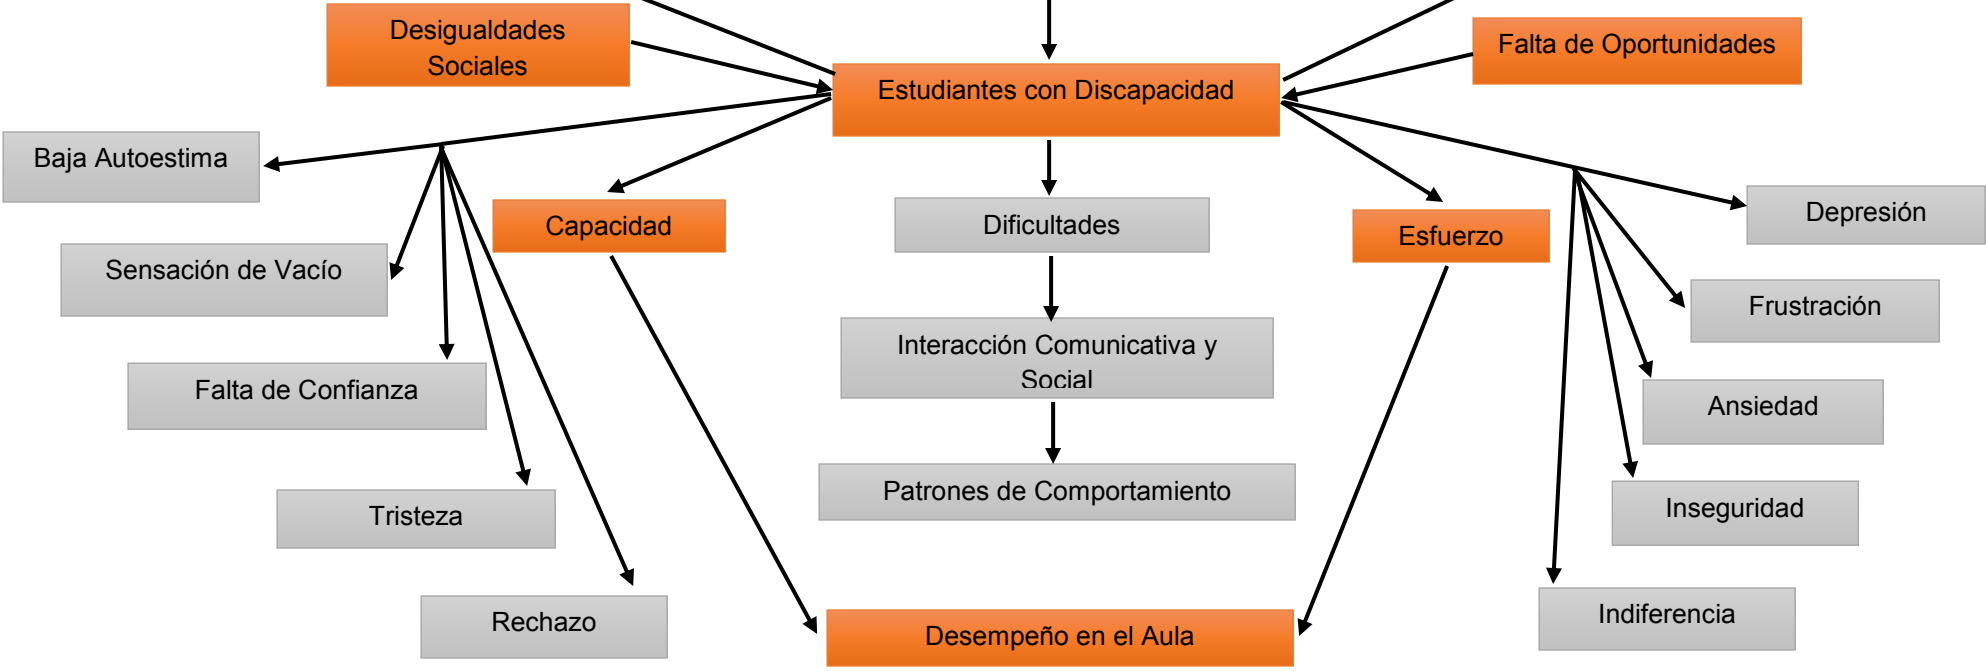 Desigualdades
Sociales
Falta de Oportunidades
Estudiantes con Discapacidad
Baja Autoestima
Capacidad
Dificultades
Esfuerzo
Depresión
Sensación de Vacío
Frustración
Interacción Comunicativa y
Social
Falta de Confianza
Ansiedad
Patrones de Comportamiento
Tristeza
Inseguridad
Rechazo
Desempeño en el Aula
Indiferencia